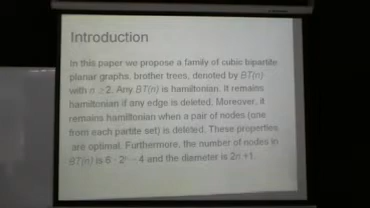 Introduction
In this paper we propose a family of cubic bipartite
planar graphs, brother trees, denoted by BT(n)
with n ≥ 2. Any BT(n) is hamiltonian. It remains
hamiltonian if any edge is deleted. Moreover, it
remains hamiltonian when a pair of nodes (one
from each partite set) is deleted. These properties
are optimal. Furthermore, the number of nodes in
BT(n) is 6 · 2ⁿ - 4 and the diameter is 2n +1.